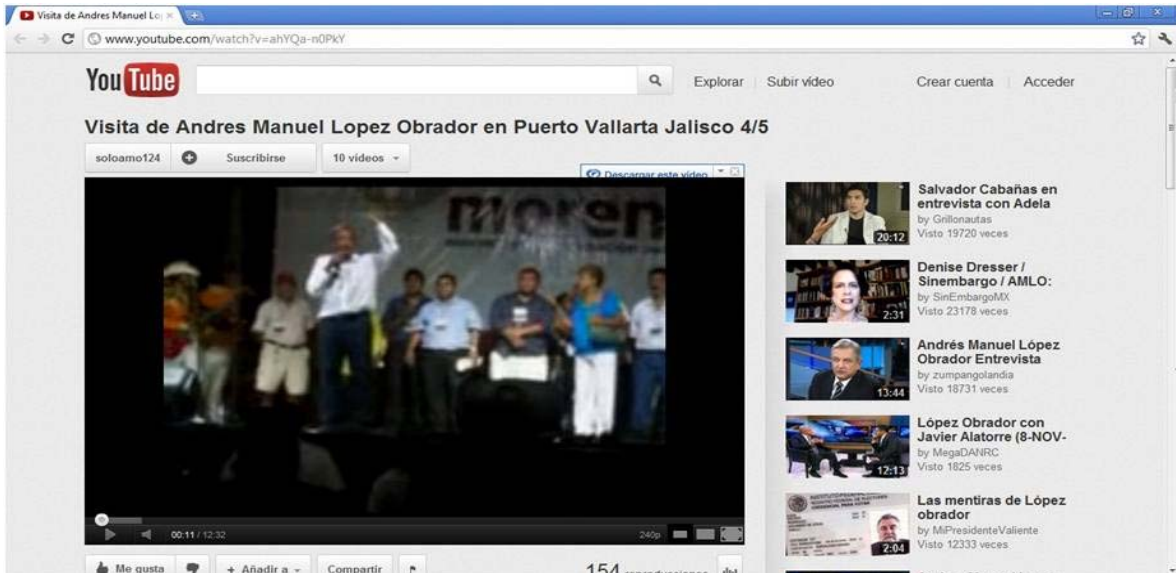 Visita de Andres Manuel Lo
www.youtube.com/watch?v=ahYQa-n0PkY
YouTube
Explorar Subir vídeo Crear cuenta Acceder
Visita de Andres Manuel Lopez Obrador en Puerto Vallarta Jalisco 4/5
soloamo124 Suscribirse 10 vídeos
Descargar este vídeo
moren
00:11 / 12:32 240p
Me gusta + Añadir a Compartir 154 reproducciones
Salvador Cabañas en
entrevista con Adela
by Grillonautas
Visto 19720 veces
20:12
Denise Dresser /
Sinembargo / AMLO:
by SinEmbargoMX
Visto 23178 veces
2:31
Andrés Manuel López
Obrador Entrevista
by zumpangolandia
Visto 18731 veces
13:44
López Obrador con
Javier Alatorre (8-NOV-
by MegaDANRC
Visto 1825 veces
12:13
Las mentiras de López
obrador
by MiPresidenteValiente
Visto 12333 veces
2:04